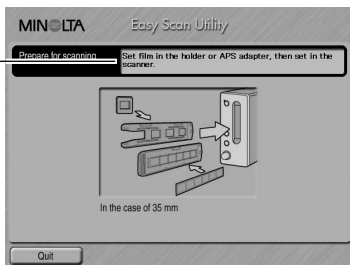 MINOLTA
Easy Scan Utility
Prepare for scanning
Set film in the holder or APS adapter, then set in the
scanner.
In the case of 35 mm
Quit